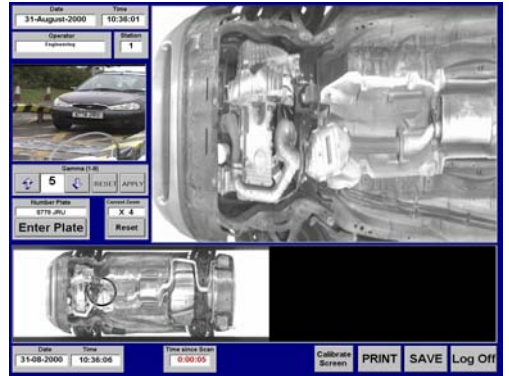 Date Time
31-August-2000 10:36:01
Operator Station
Engineering 1
Gamma (1-9)
5 RESET APPLY
Number Plate Current Zoom
S778 JRU X 4
Enter Plate Reset
Date Time Time since Scan
31-08-2000 10:36:06 0:00:05
Calibrate
Screen PRINT SAVE Log Off